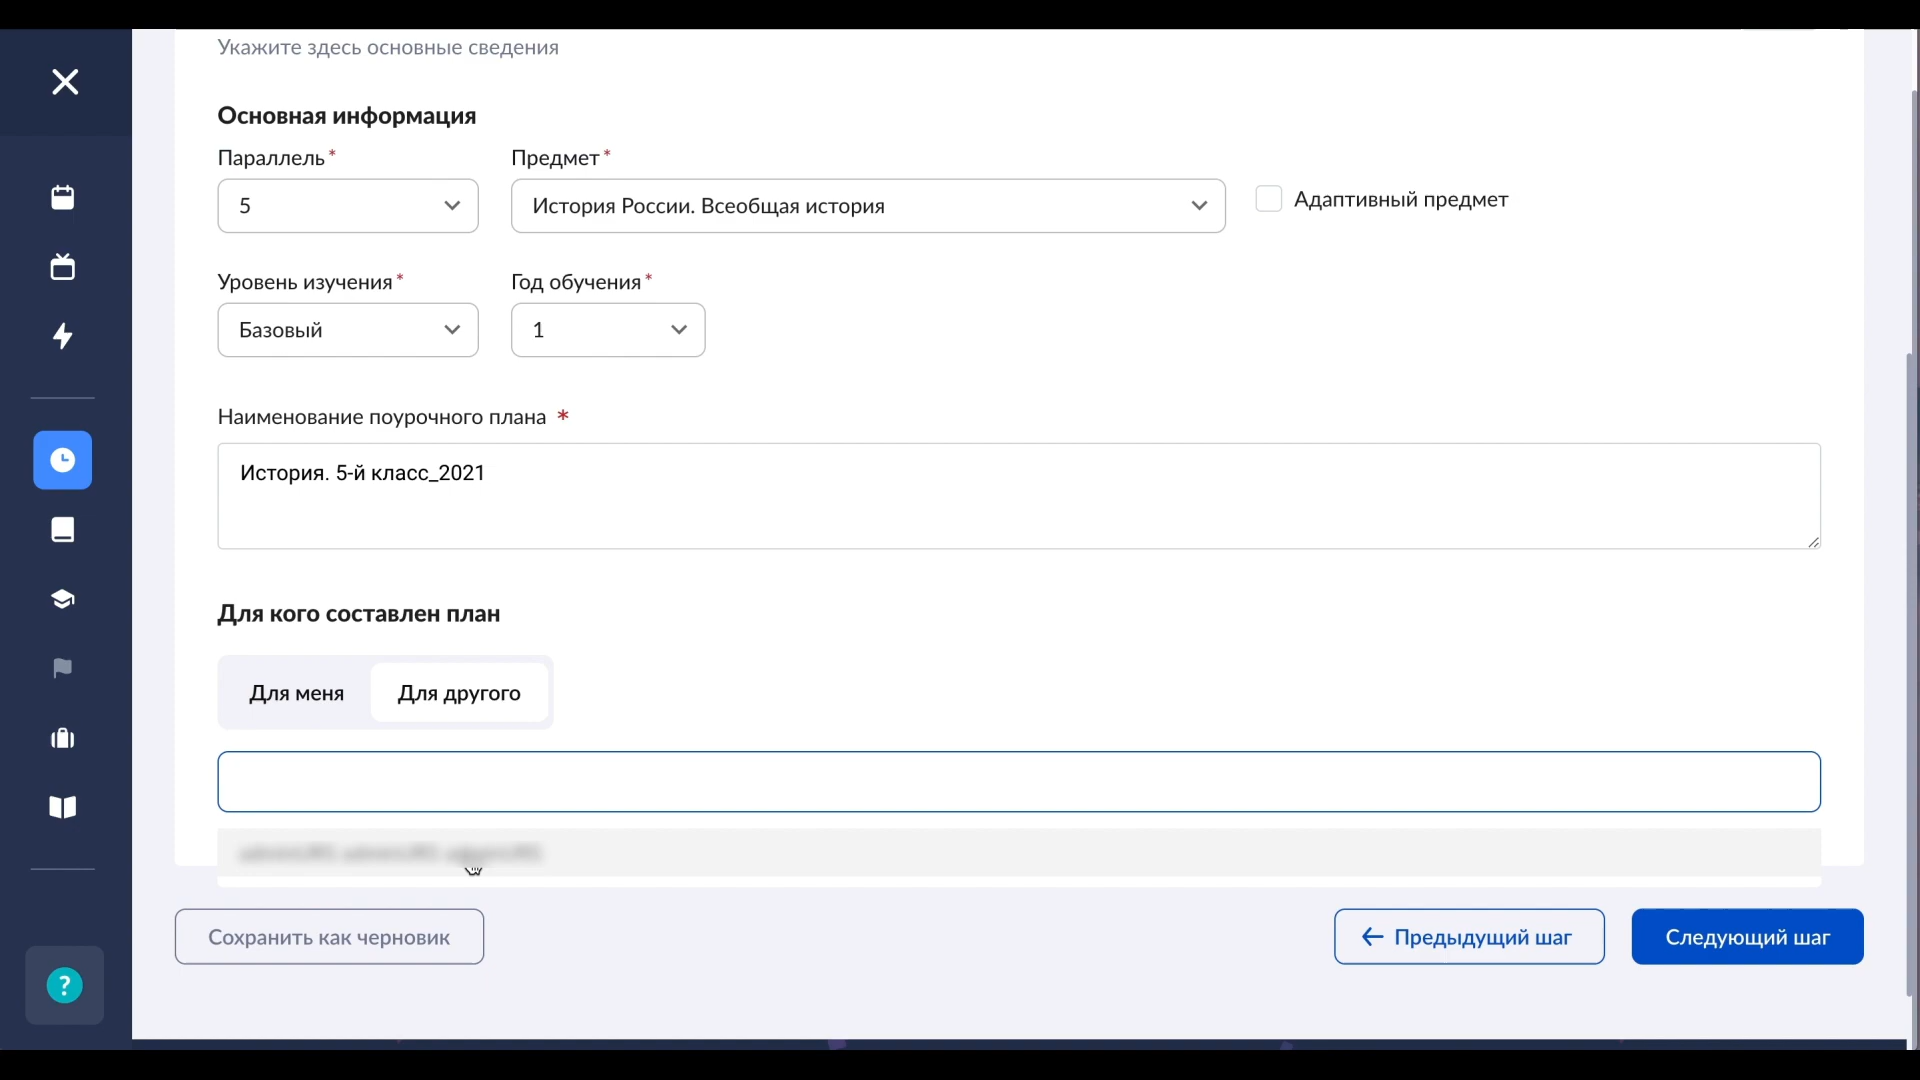 Укажите здесь основные сведения
Основная информация
Параллель*
Предмет*
5
История России. Всеобщая история
Адаптивный предмет
Уровень изучения*
Год обучения*
Базовый
1
Наименование поурочного плана *
История. 5-й класс_2021
Для кого составлен план
Для меня
Для другого
Сохранить как черновик
← Предыдущий шаг
Следующий шаг
?